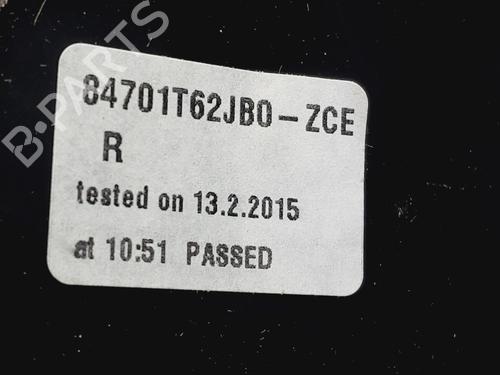 84701T62JB0-ZCE
R
tested on 13.2.2015
at 10:51 PASSED
B-PARTS